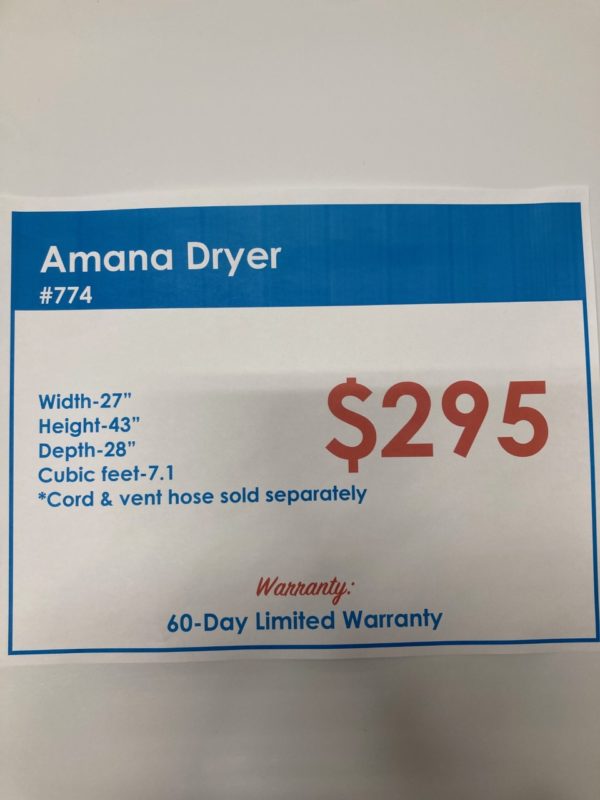 Amana Dryer
#774
Width-27”
Height-43”
Depth-28”
Cubic feet-7.1
*Cord & vent hose sold separately
$295
Warranty:
60-Day Limited Warranty